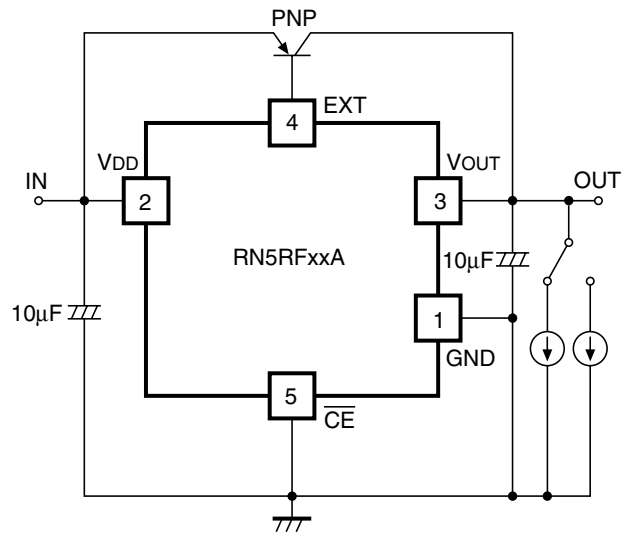 PNP
4
EXT
VDD
VOUT
IN
OUT
2
3
RN5RFxxA
10μF
10μF
1
GND
5
CE